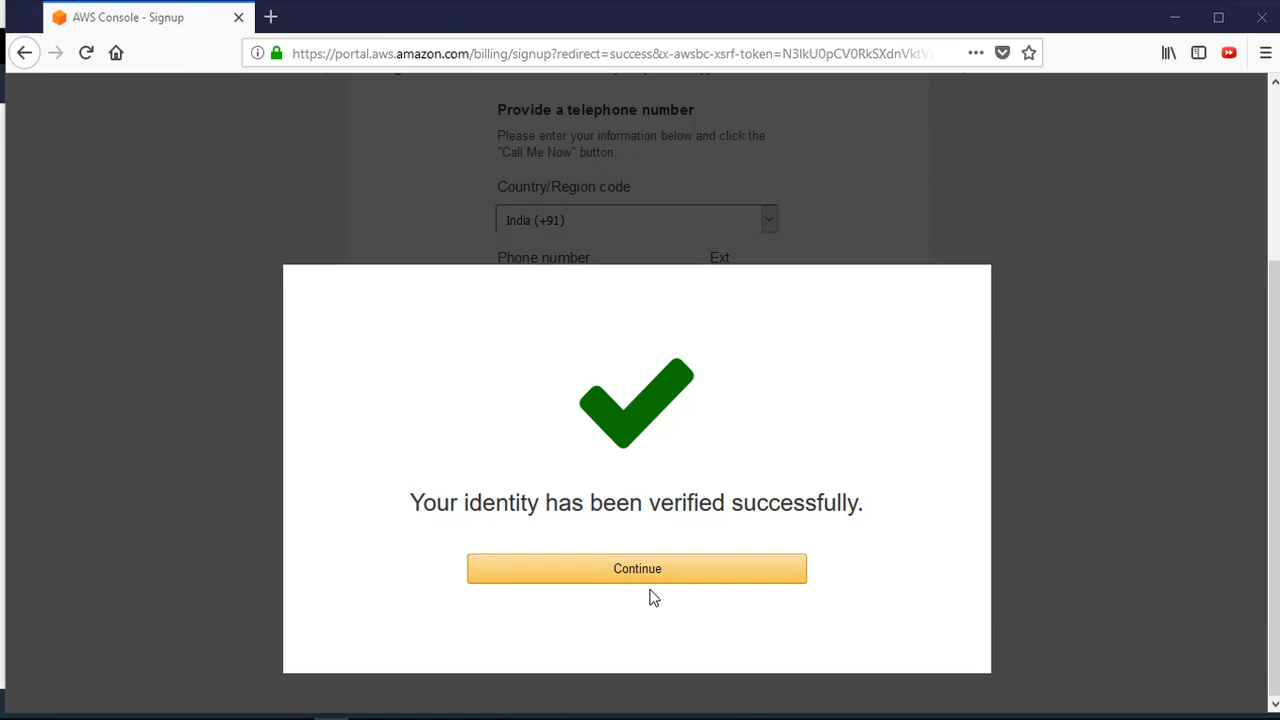 AWS Console - Signup
https://portal.aws.amazon.com/billing/signup?redirect=success&x-awsbc-xsrf-token=N3IkU0pCV0RkSXdnVktV
Provide a telephone number
Please enter your information below and click the
"Call Me Now" button.
Country/Region code
India (+91)
Phone number Ext
Your identity has been verified successfully.
Continue